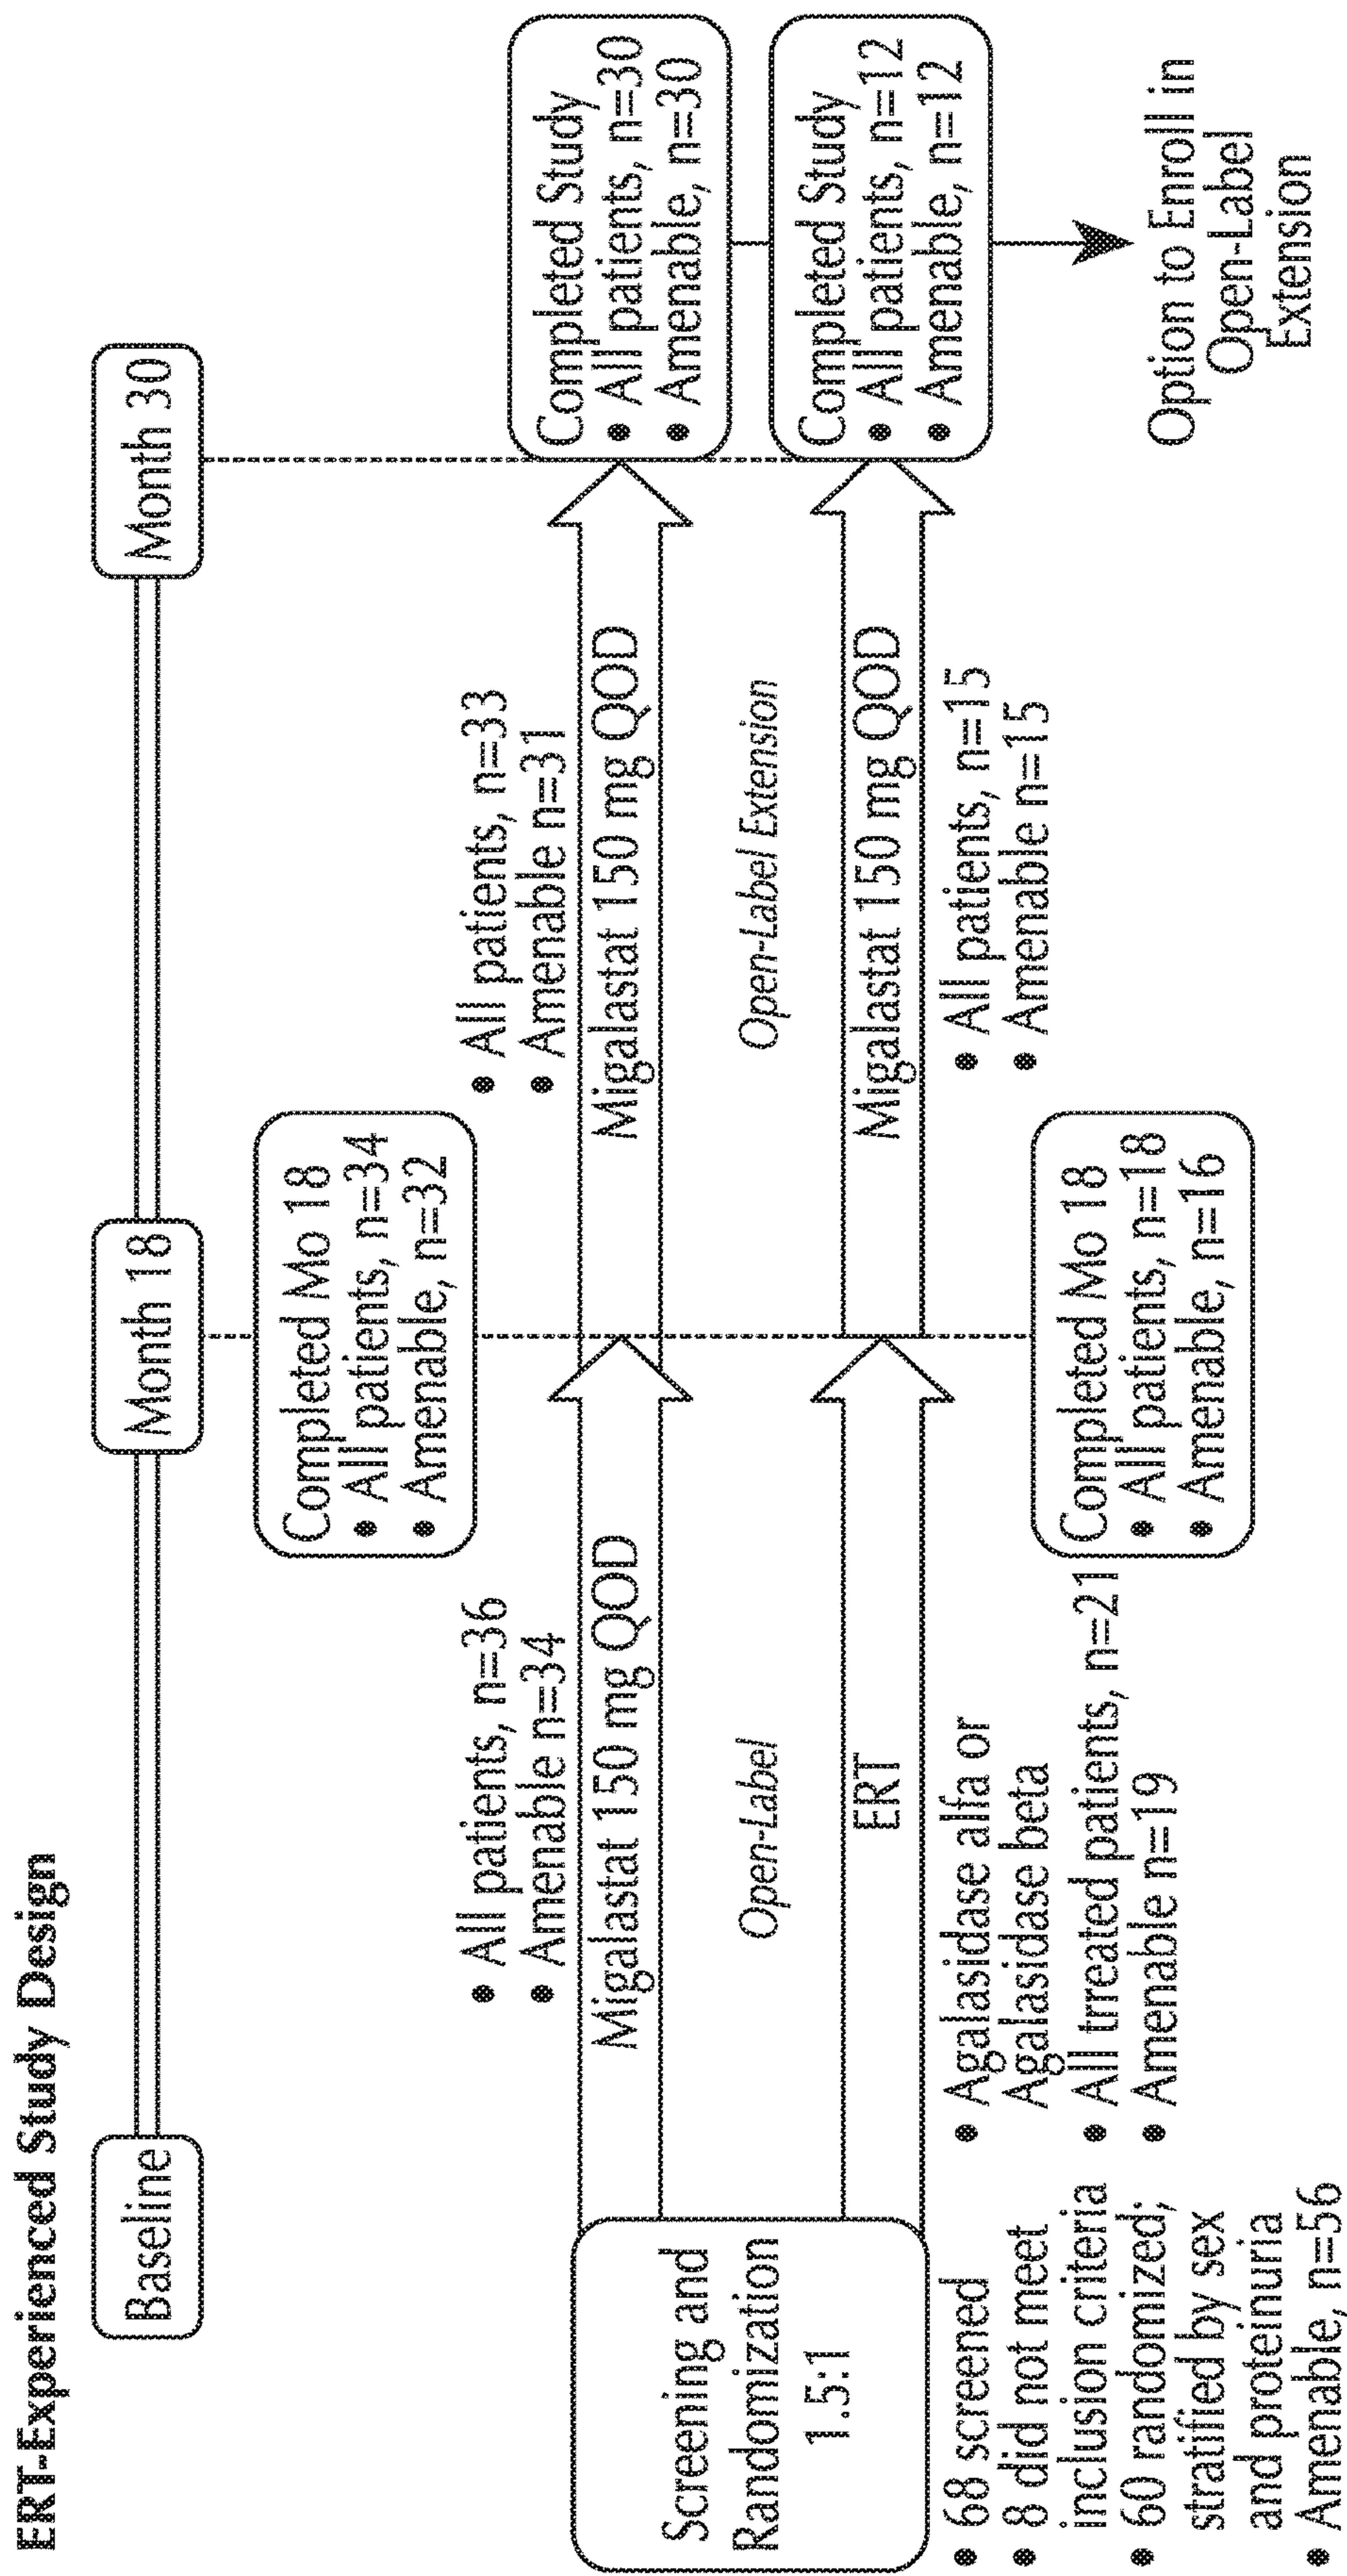 ERT-Experienced Study Design
Baseline
Month 18
Month 30
Completed Mo 18
• All patients, n=34
• Amenable, n=32
• All patients, n=36
• Amenable n=34
Migalastat 150 mg QOD
• All patients, n=33
• Amenable n=31
Migalastat 150 mg QOD
Completed Study
• All patients, n=30
• Amenable, n=30
Screening and
Randomization
1.5:1
Open-Label
Open-Label Extension
ERT
Migalastat 150 mg QOD
Completed Study
• All patients, n=12
• Amenable, n=12
• 68 screened
• 8 did not meet
inclusion criteria
• 60 randomized;
stratified by sex
and proteinuria
• Amenable, n=56
• Agalasidase alfa or
Agalasidase beta
• All trreated patients, n=21
• Amenable n=19
Completed Mo 18
• All patients, n=18
• Amenable, n=16
• All patients, n=15
• Amenable n=15
Option to Enroll in
Open-Label
Extension